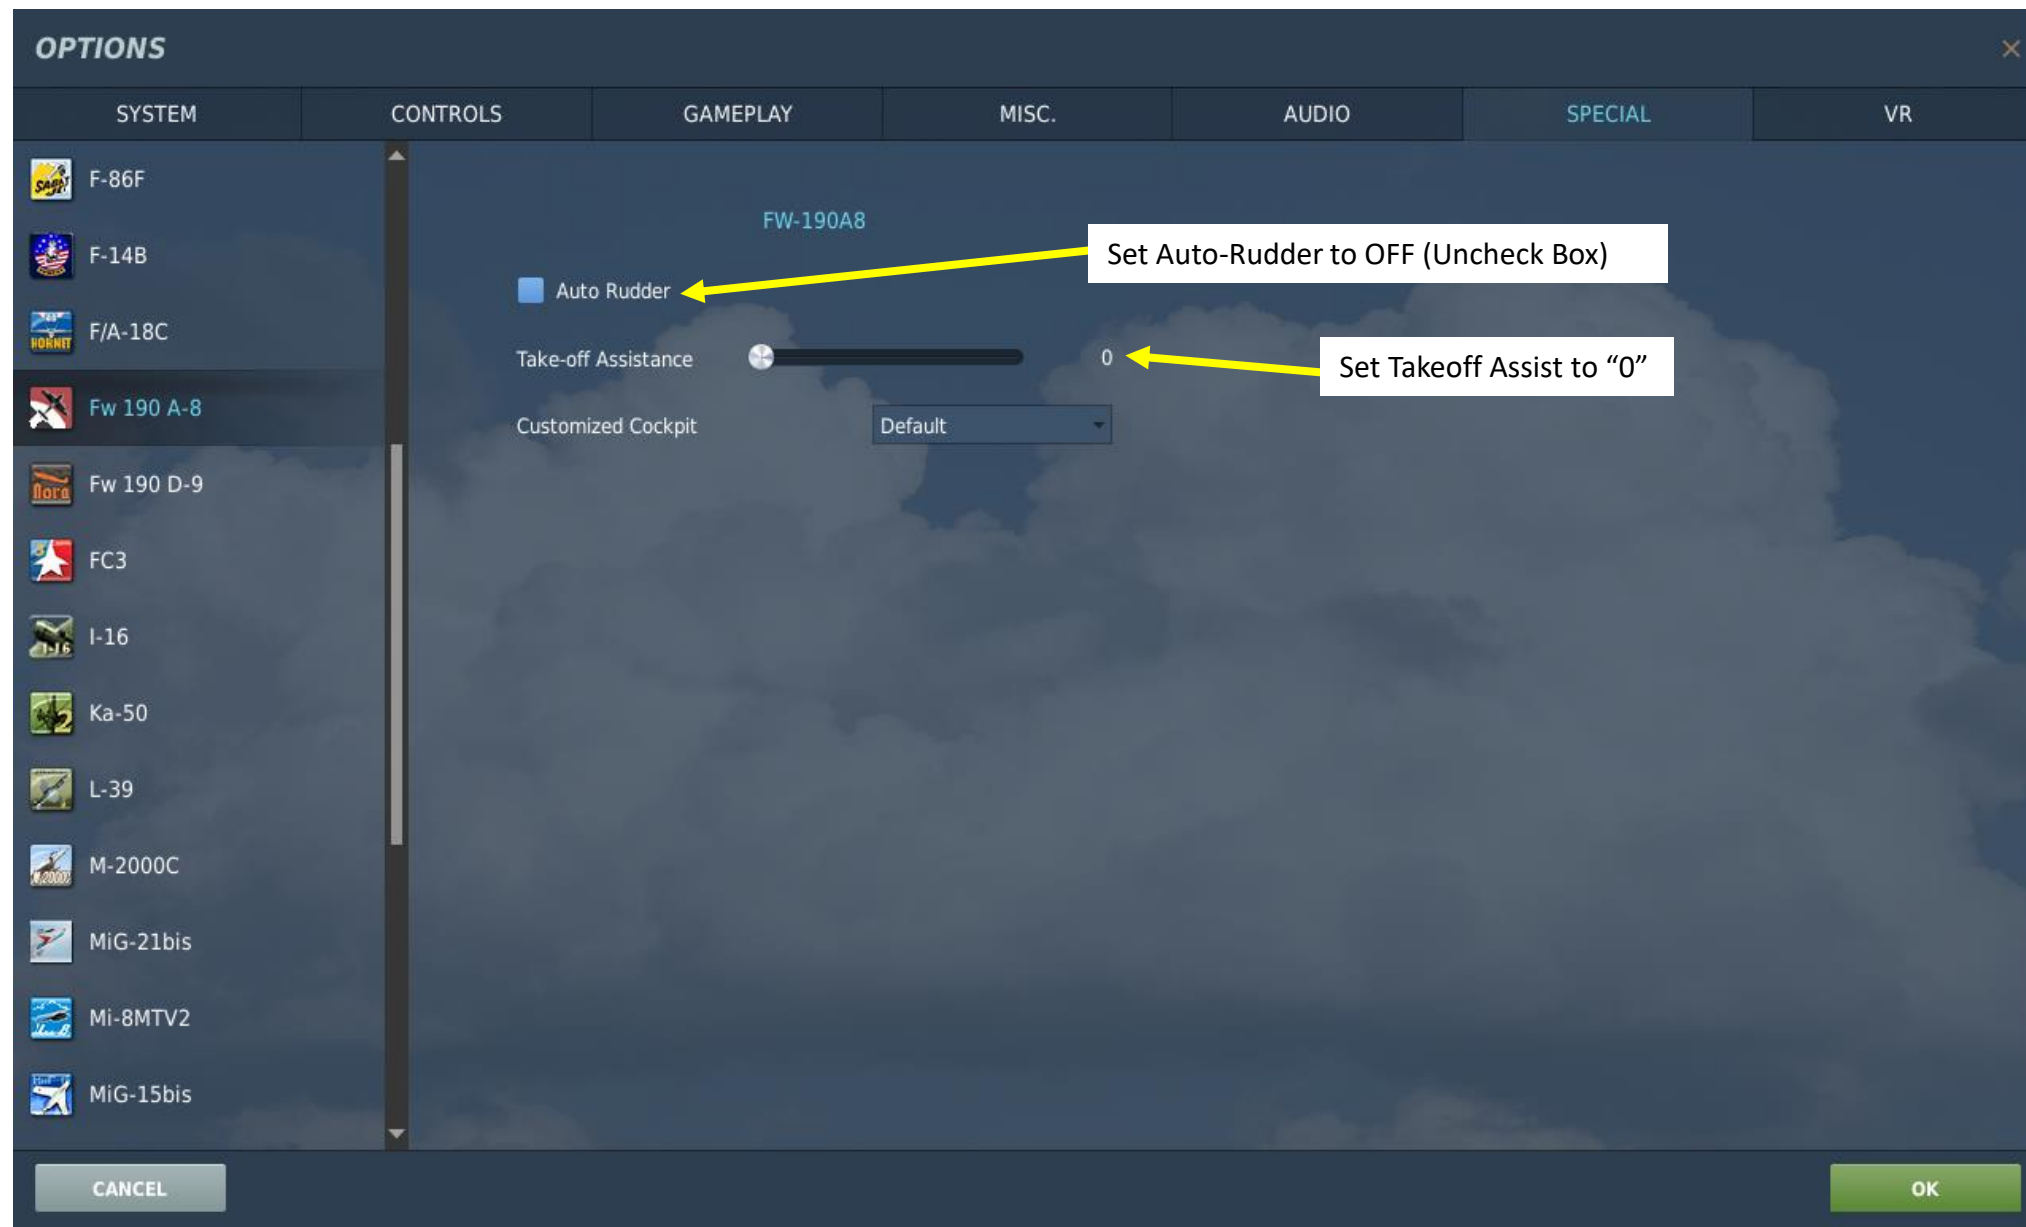 OPTIONS
SYSTEM
CONTROLS
GAMEPLAY
MISC.
AUDIO
SPECIAL
VR
F-86F
F-14B
F/A-18C
HORNET
Fw 190 A-8
Fw 190 D-9
FC3
I-16
Ka-50
L-39
M-2000C
MiG-21bis
Mi-8MTV2
MiG-15bis
FW-190A8
Set Auto-Rudder to OFF (Uncheck Box)
Auto Rudder
Take-off Assistance
0
Set Takeoff Assist to “0”
Customized Cockpit
Default
CANCEL
OK